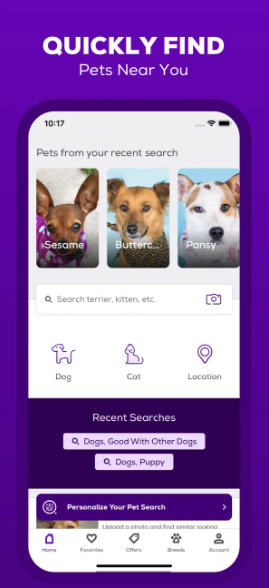 QUICKLY FIND
Pets Near You
10:17
Pets from your recent search
Sesame
Butterc...
Pansy
Search terrier, kitten, etc.
Dog
Cat
Location
Recent Searches
Dogs, Good With Other Dogs
Dogs, Puppy
Personalize Your Pet Search
Upload a photo and find similar looking
Home
Favorites
Offers
Breeds
Account